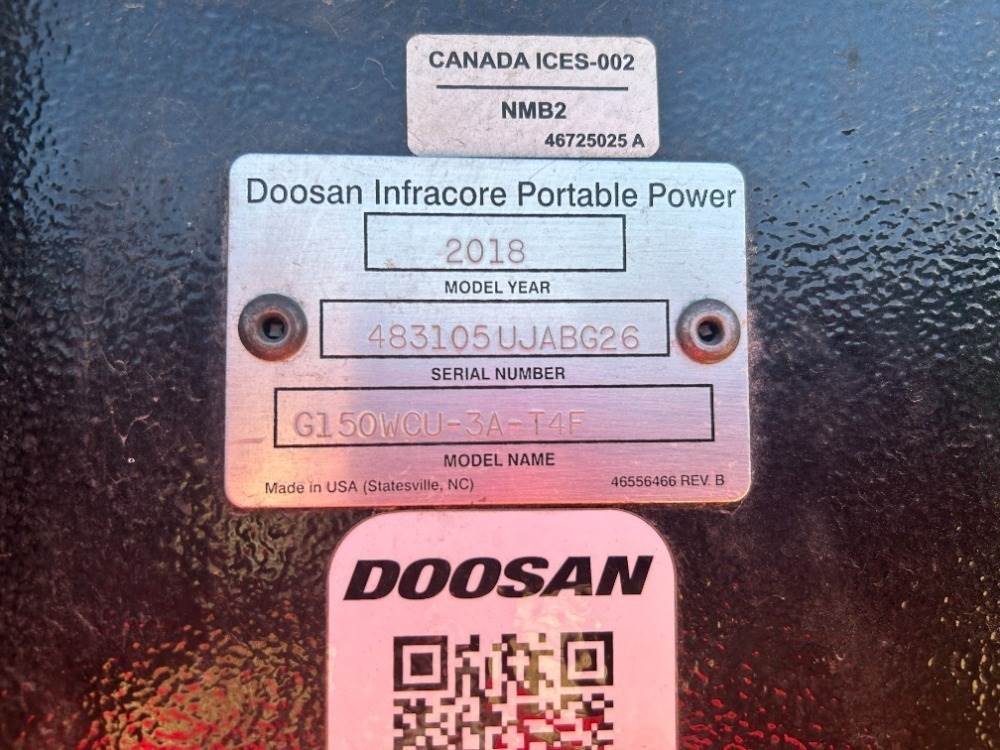 CANADA ICES-002
NMB2
46725025 A
Doosan Infracore Portable Power
2018
MODEL YEAR
483105UJABG26
SERIAL NUMBER
G150WCU-3A-T4F
MODEL NAME
Made in USA (Statesville, NC)
46556466 REV. B
DOOSAN